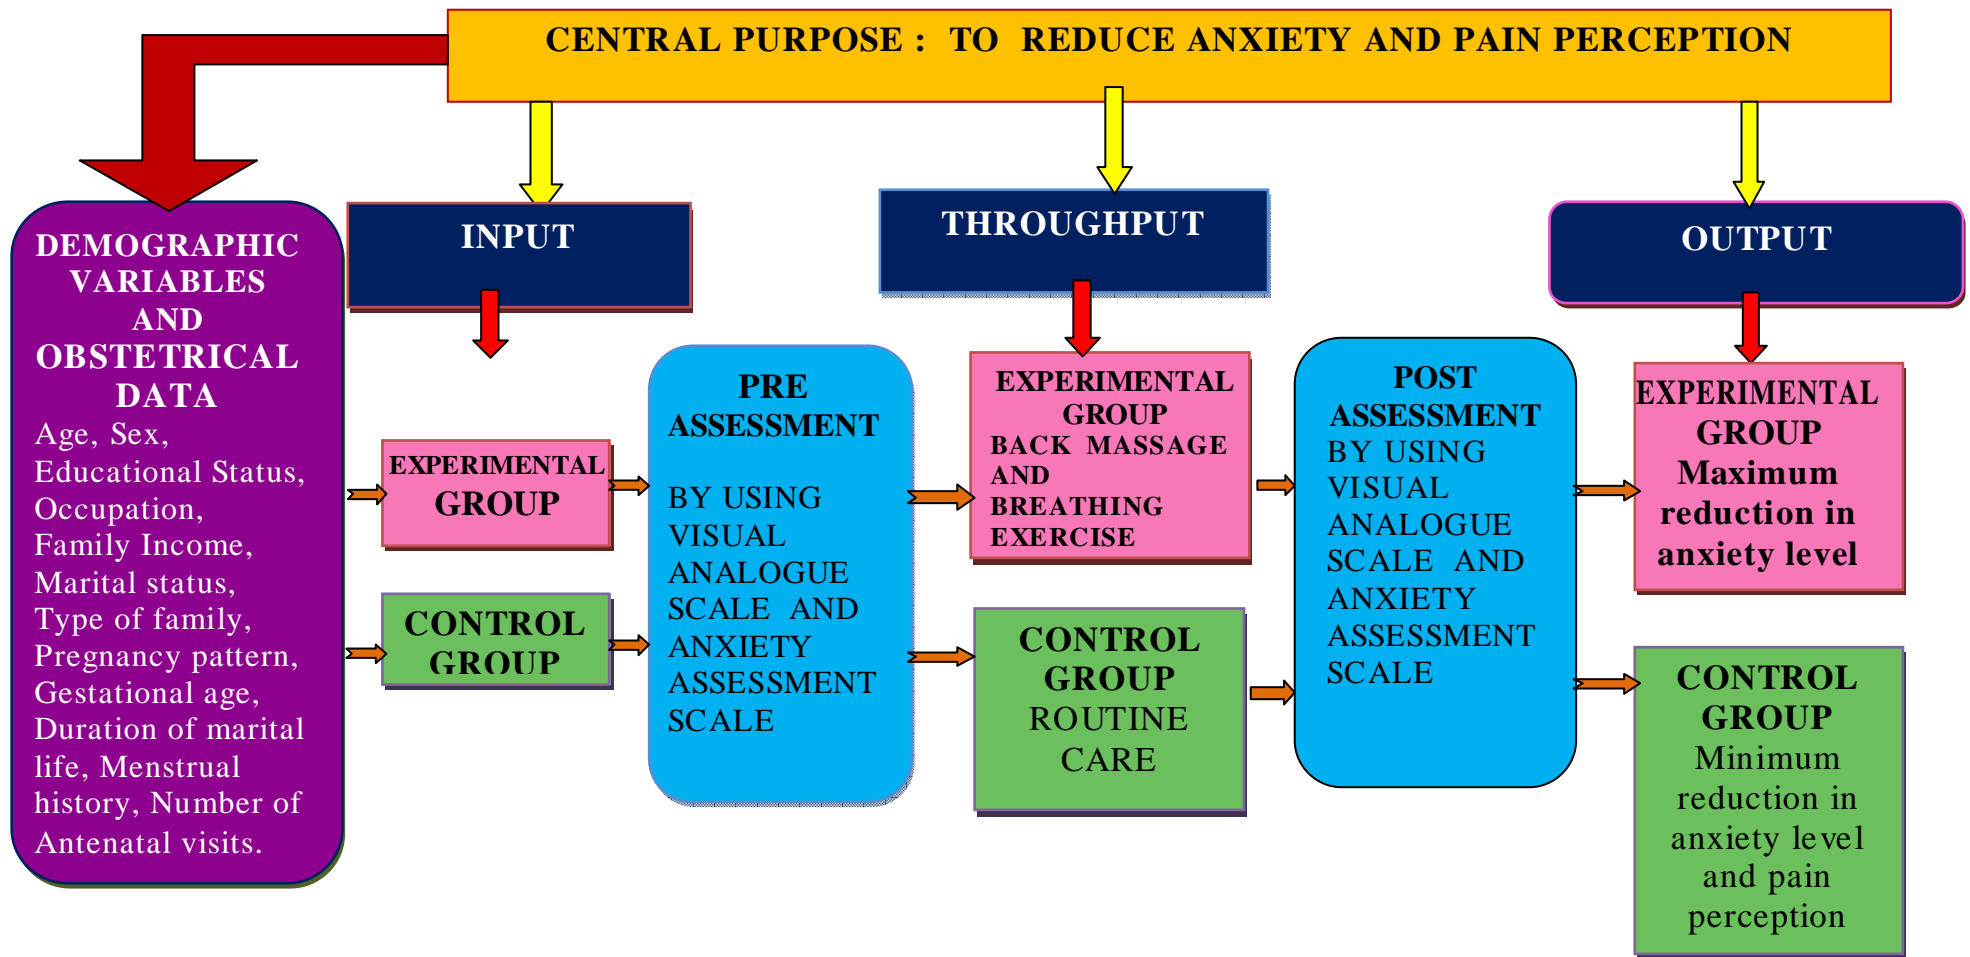 CENTRAL PURPOSE : TO REDUCE ANXIETY AND PAIN PERCEPTION
DEMOGRAPHIC
VARIABLES
AND
OBSTETRICAL
DATA
Age, Sex,
Educational Status,
Occupation,
Family Income,
Marital status,
Type of family,
Pregnancy pattern,
Gestational age,
Duration of marital
life, Menstrual
history, Number of
Antenatal visits.
INPUT
EXPERIMENTAL
GROUP
CONTROL
GROUP
PRE
ASSESSMENT
BY USING
VISUAL
ANALOGUE
SCALE AND
ANXIETY
ASSESSMENT
SCALE
THROUGHPUT
EXPERIMENTAL
GROUP
BACK MASSAGE
AND
BREATHING
EXERCISE
CONTROL
GROUP
ROUTINE
CARE
POST
ASSESSMENT
BY USING
VISUAL
ANALOGUE
SCALE AND
ANXIETY
ASSESSMENT
SCALE
OUTPUT
EXPERIMENTAL
GROUP
Maximum
reduction in
anxiety level
CONTROL
GROUP
Minimum
reduction in
anxiety level
and pain
perception